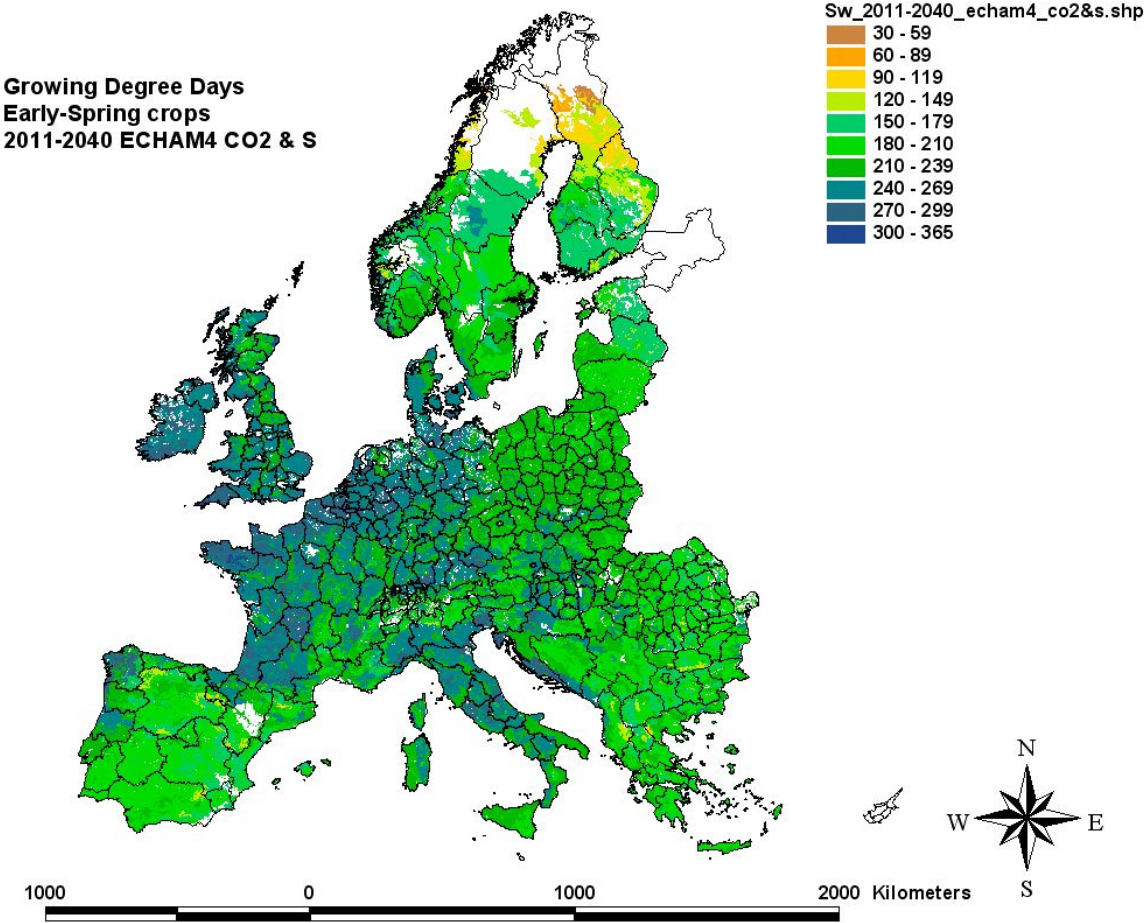 Sw_2011-2040_echam4_co2&s.shp
30 - 59
60 - 89
90 - 119
120 - 149
150 - 179
180 - 210
210 - 239
240 - 269
270 - 299
300 - 365
Growing Degree Days
Early-Spring crops
2011-2040 ECHAM4 CO2 & S
N
W E
S
1000 0 1000 2000 Kilometers